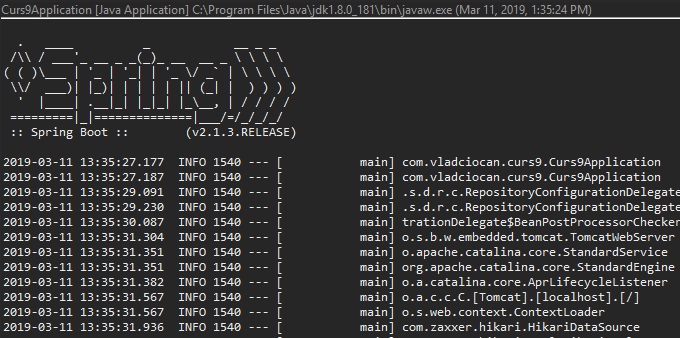 Curs9Application [Java Application] C:\Program Files\Java\jdk1.8.0_181\bin\javaw.exe (Mar 11, 2019, 1:35:24 PM)
  .   ____          _            __ _ _
 /\\ / ___'_ __ _ _(_)_ __  __ _ \ \ \ \
( ( )\___ | '_ | '_| | '_ \/ _` | \ \ \ \
 \\/  ___)| |_)| | | | | || (_| |  ) ) ) )
  '  |____| .__|_| |_|_| |_\__, | / / / /
 =========|_|==============|___/=/_/_/_/
 :: Spring Boot ::        (v2.1.3.RELEASE)
2019-03-11 13:35:27.177  INFO 1540 --- [           main] com.vladciocan.curs9.Curs9Application
2019-03-11 13:35:27.187  INFO 1540 --- [           main] com.vladciocan.curs9.Curs9Application
2019-03-11 13:35:29.091  INFO 1540 --- [           main] .s.d.r.c.RepositoryConfigurationDelegate
2019-03-11 13:35:29.230  INFO 1540 --- [           main] .s.d.r.c.RepositoryConfigurationDelegate
2019-03-11 13:35:30.087  INFO 1540 --- [           main] trationDelegate$BeanPostProcessorChecker
2019-03-11 13:35:31.304  INFO 1540 --- [           main] o.s.b.w.embedded.tomcat.TomcatWebServer
2019-03-11 13:35:31.351  INFO 1540 --- [           main] o.apache.catalina.core.StandardService
2019-03-11 13:35:31.351  INFO 1540 --- [           main] org.apache.catalina.core.StandardEngine
2019-03-11 13:35:31.382  INFO 1540 --- [           main] o.a.catalina.core.AprLifecycleListener
2019-03-11 13:35:31.567  INFO 1540 --- [           main] o.a.c.c.C.[Tomcat].[localhost].[/]
2019-03-11 13:35:31.567  INFO 1540 --- [           main] o.s.web.context.ContextLoader
2019-03-11 13:35:31.936  INFO 1540 --- [           main] com.zaxxer.hikari.HikariDataSource